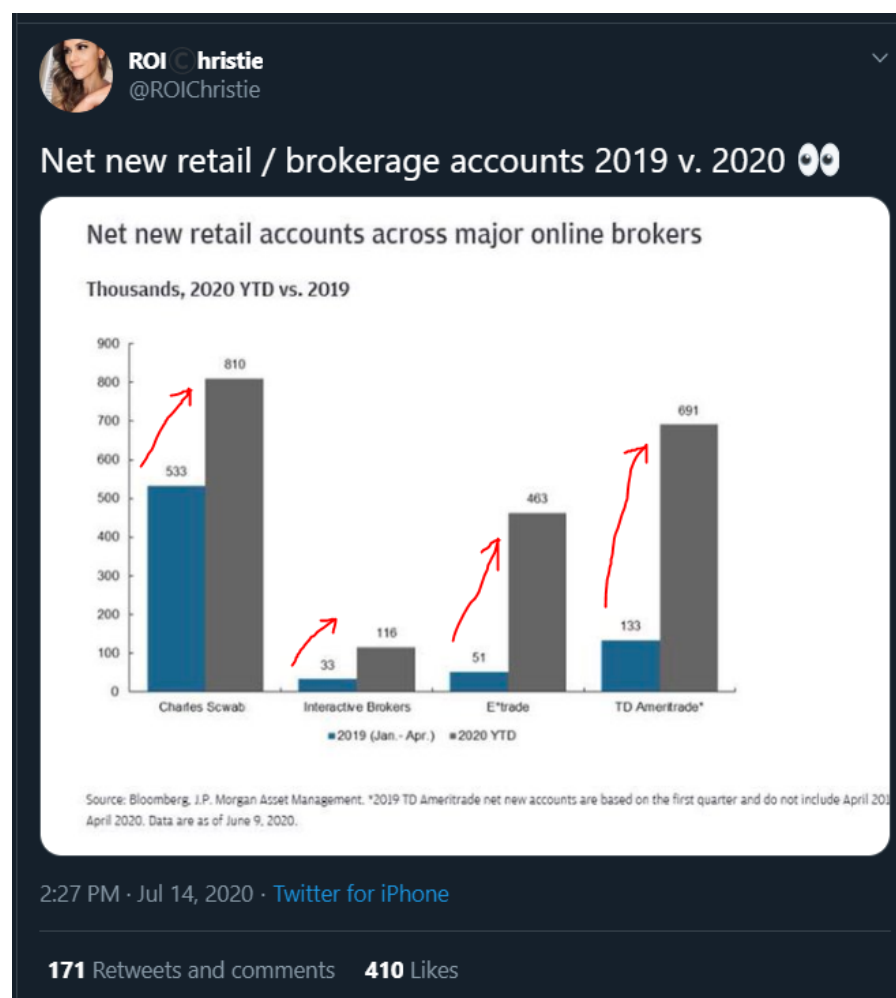 ROI Ⓒhristie
@ROIChristie
Net new retail / brokerage accounts 2019 v. 2020 👀
Net new retail accounts across major online brokers
Thousands, 2020 YTD vs. 2019
900
800
700
600
500
400
300
200
100
0
533
810
33
116
51
463
133
691
Charles Scwab
Interactive Brokers
E*trade
TD Ameritrade*
2019 (Jan.- Apr.)
2020 YTD
Source: Bloomberg, J.P. Morgan Asset Management. *2019 TD Ameritrade net new accounts are based on the first quarter and do not include April 201
April 2020. Data are as of June 9, 2020.
2:27 PM · Jul 14, 2020 · Twitter for iPhone
171 Retweets and comments 410 Likes